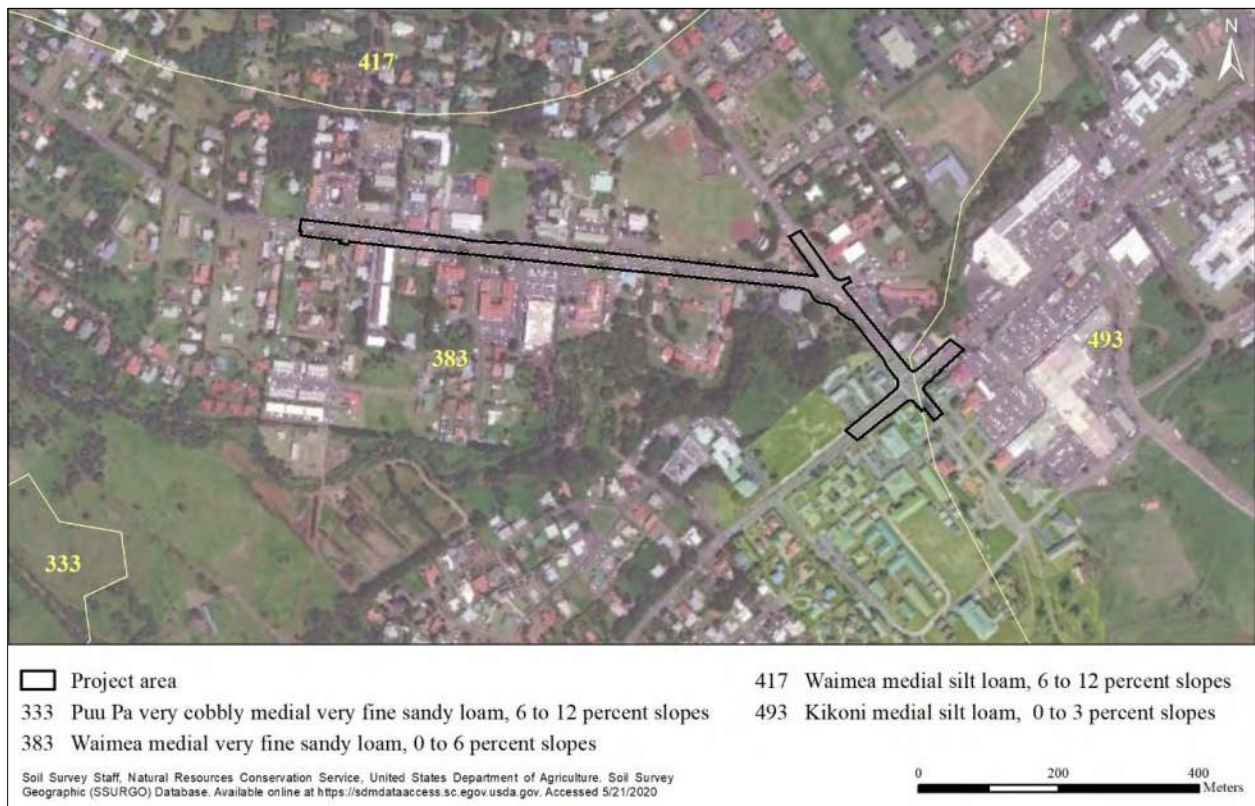 N
417
493
383
333
Project area
333 Puu Pa very cobbly medial very fine sandy loam, 6 to 12 percent slopes
383 Waimea medial very fine sandy loam, 0 to 6 percent slopes
417 Waimea medial silt loam, 6 to 12 percent slopes
493 Kikoni medial silt loam, 0 to 3 percent slopes
Soil Survey Staff, Natural Resources Conservation Service, United States Department of Agriculture. Soil Survey
Geographic (SSURGO) Database. Available online at https://sdmdataaccess.sc.egov.usda.gov. Accessed 5/21/2020
0 200 400
Meters